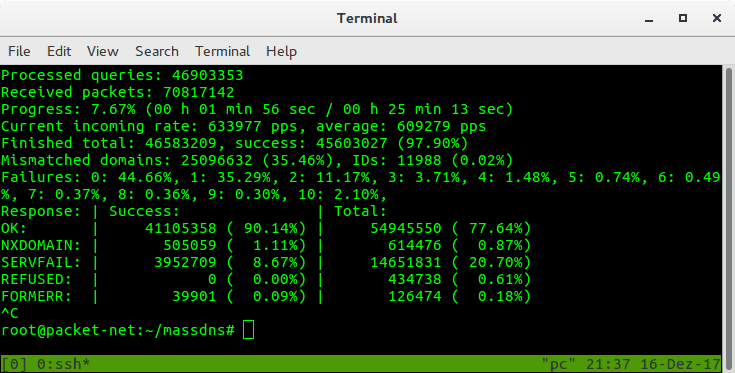 Terminal
File Edit View Search Terminal Help
Processed queries: 46903353
Received packets: 70817142
Progress: 7.67% (00 h 01 min 56 sec / 00 h 25 min 13 sec)
Current incoming rate: 633977 pps, average: 609279 pps
Finished total: 46583209, success: 45603027 (97.90%)
Mismatched domains: 25096632 (35.46%), IDs: 11988 (0.02%)
Failures: 0: 44.66%, 1: 35.29%, 2: 11.17%, 3: 3.71%, 4: 1.48%, 5: 0.74%, 6: 0.49
%, 7: 0.37%, 8: 0.36%, 9: 0.30%, 10: 2.10%,
Response: | Success:                | Total:
OK:       |     41105358 ( 90.14%) |     54945550 ( 77.64%)
NXDOMAIN: |       505059 (  1.11%) |       614476 (  0.87%)
SERVFAIL: |      3952709 (  8.67%) |     14651831 ( 20.70%)
REFUSED:  |            0 (  0.00%) |       434738 (  0.61%)
FORMERR:  |        39901 (  0.09%) |       126474 (  0.18%)
^C
root@packet-net:~/massdns#
[0] 0:ssh* "pc" 21:37 16-Dez-17